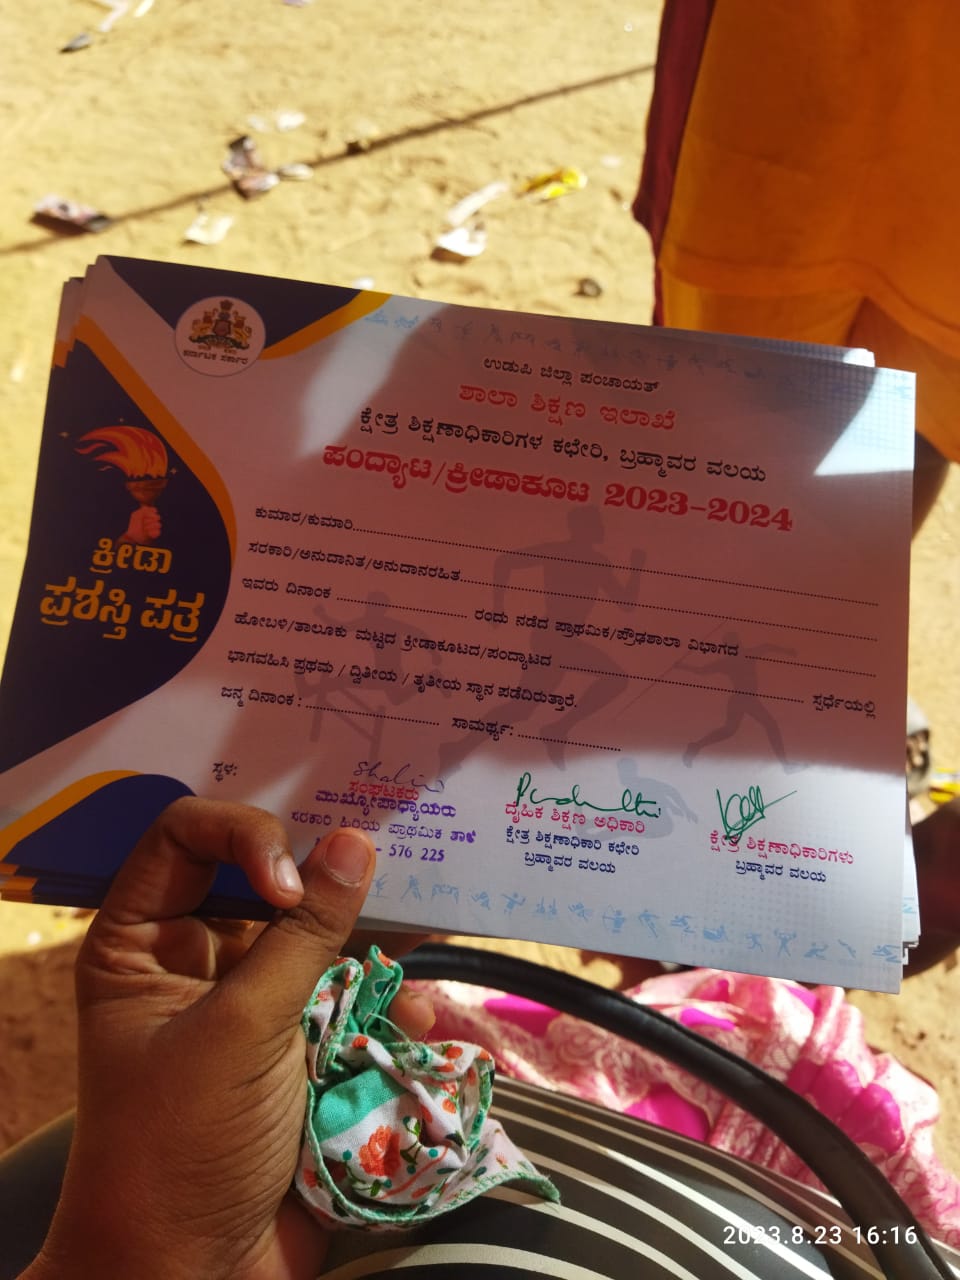 ಕರ್ನಾಟಕ ಸರ್ಕಾರ
ಉಡುಪಿ ಜಿಲ್ಲಾ ಪಂಚಾಯತ್
ಶಾಲಾ ಶಿಕ್ಷಣ ಇಲಾಖೆ
ಕ್ಷೇತ್ರ ಶಿಕ್ಷಣಾಧಿಕಾರಿಗಳ ಕಛೇರಿ, ಬ್ರಹ್ಮಾವರ ವಲಯ
ಪಂದ್ಯಾಟ/ಕ್ರೀಡಾಕೂಟ 2023-2024
ಕ್ರೀಡಾ
ಪ್ರಶಸ್ತಿ ಪತ್ರ
ಕುಮಾರ/ಕುಮಾರಿ
ಸರಕಾರಿ/ಅನುದಾನಿತ/ಅನುದಾನರಹಿತ
ಇವರು ದಿನಾಂಕ ರಂದು ನಡೆದ ಪ್ರಾಥಮಿಕ/ಪ್ರೌಢಶಾಲಾ ವಿಭಾಗದ
ಹೋಬಳಿ/ತಾಲೂಕು ಮಟ್ಟದ ಕ್ರೀಡಾಕೂಟದ/ಪಂದ್ಯಾಟದ ಸ್ಪರ್ಧೆಯಲ್ಲಿ
ಭಾಗವಹಿಸಿ ಪ್ರಥಮ / ದ್ವಿತೀಯ / ತೃತೀಯ ಸ್ಥಾನ ಪಡೆದಿರುತ್ತಾರೆ.
ಜನ್ಮ ದಿನಾಂಕ : ಸಾಮರ್ಥ್ಯ:
ಸ್ಥಳ:
ಸಂಘಟಕರು
ಮುಖ್ಯೋಪಾಧ್ಯಾಯರು
ಸರಕಾರಿ ಹಿರಿಯ ಪ್ರಾಥಮಿಕ
- 576 225
ದೈಹಿಕ ಶಿಕ್ಷಣ ಅಧಿಕಾರಿ
ಕ್ಷೇತ್ರ ಶಿಕ್ಷಣಾಧಿಕಾರಿ ಕಛೇರಿ
ಬ್ರಹ್ಮಾವರ ವಲಯ
ಕ್ಷೇತ್ರ ಶಿಕ್ಷಣಾಧಿಕಾರಿಗಳು
ಬ್ರಹ್ಮಾವರ ವಲಯ
2023.8.23 16:16